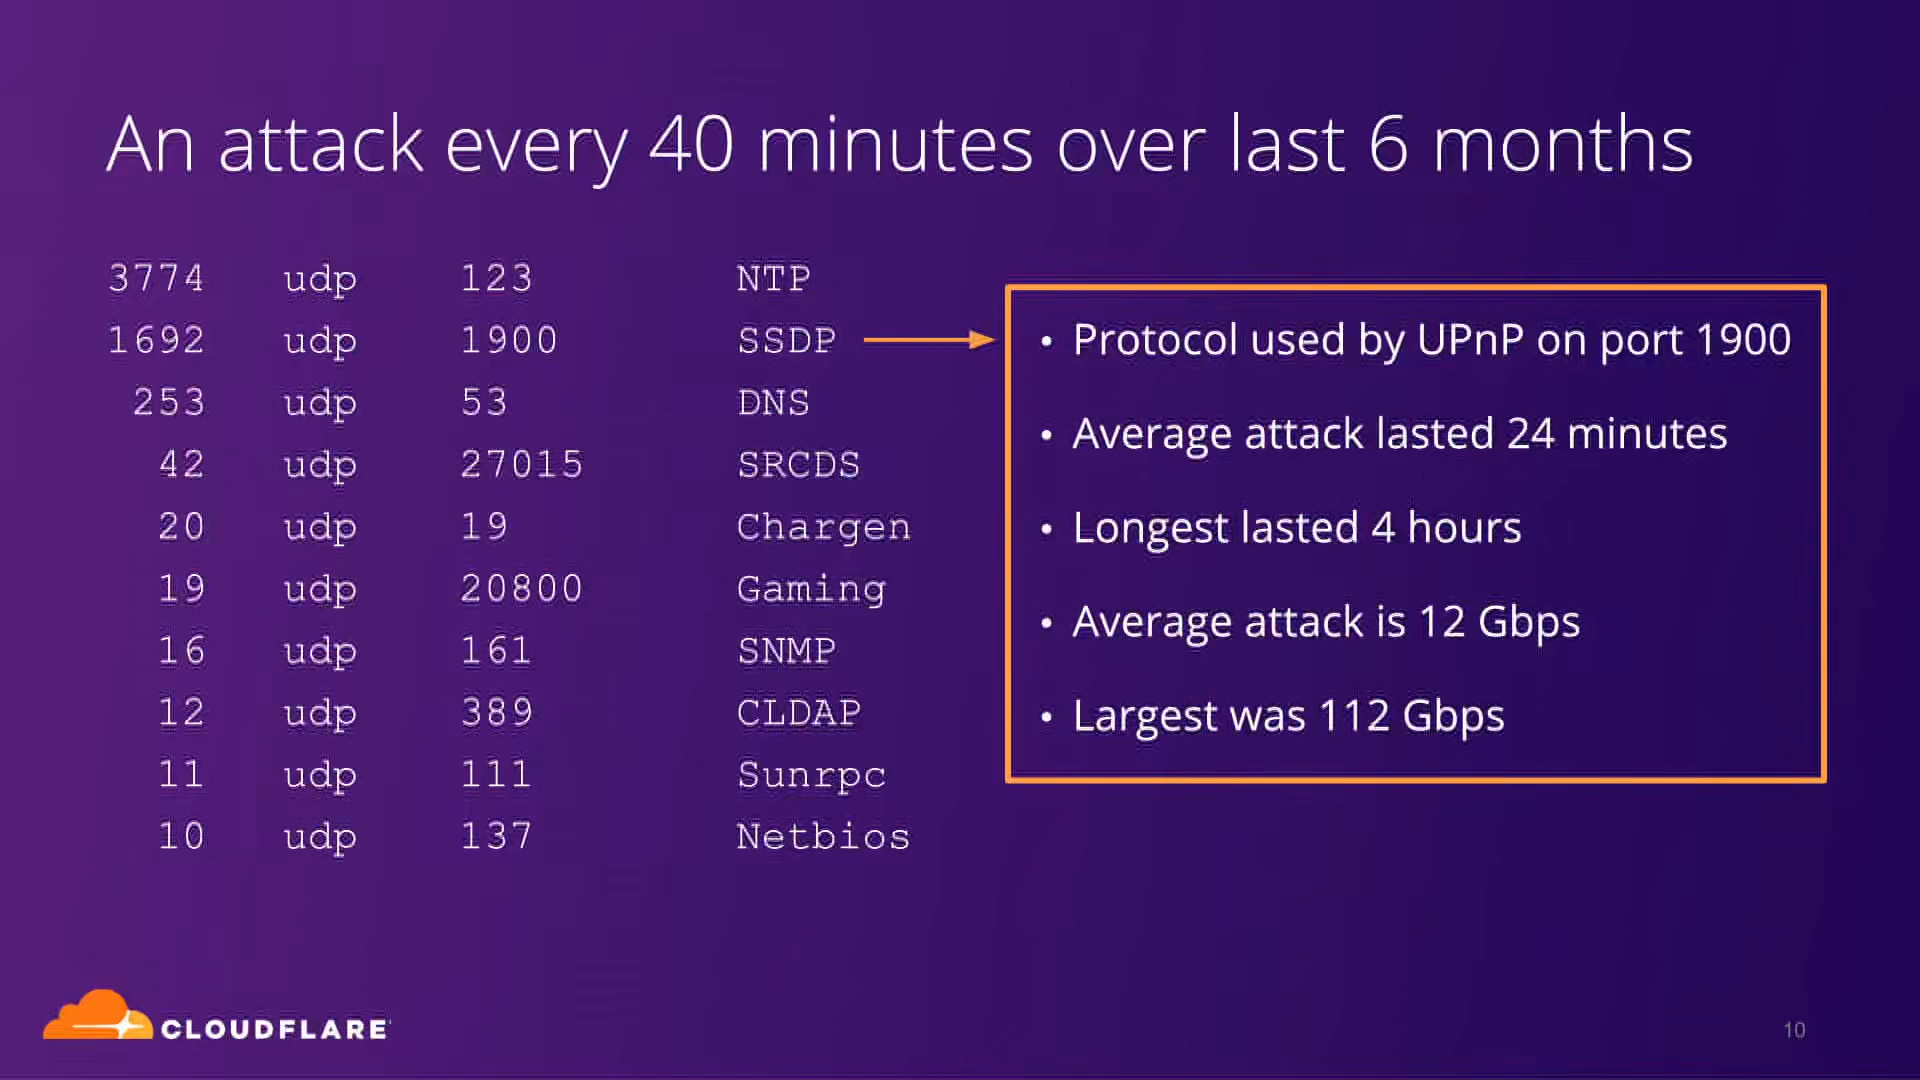 An attack every 40 minutes over last 6 months
3774 udp 123 NTP
1692 udp 1900 SSDP
253 udp 53 DNS
42 udp 27015 SRCDS
20 udp 19 Chargen
19 udp 20800 Gaming
16 udp 161 SNMP
12 udp 389 CLDAP
11 udp 111 Sunrpc
10 udp 137 Netbios
• Protocol used by UPnP on port 1900
• Average attack lasted 24 minutes
• Longest lasted 4 hours
• Average attack is 12 Gbps
• Largest was 112 Gbps
CLOUDFLARE
10